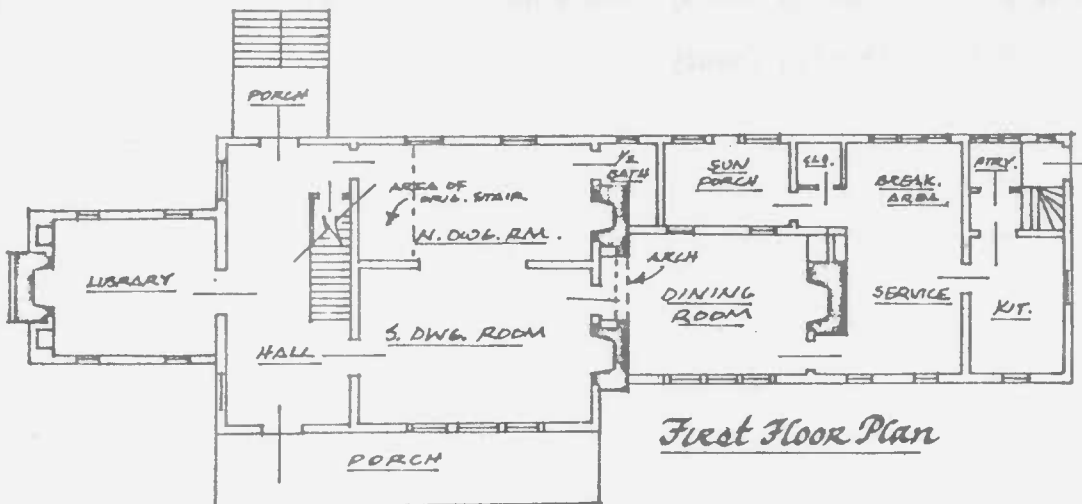 PORCH
AREA OF
ORIG. STAIR.
N. DWG. RM.
1/2
BATH
SUN
PORCH
CLO.
BREAK.
AREA
PTRY.
LIBRARY
ARCH
DINING
ROOM
SERVICE
KIT.
S. DWG. ROOM
HALL
First Floor Plan
PORCH